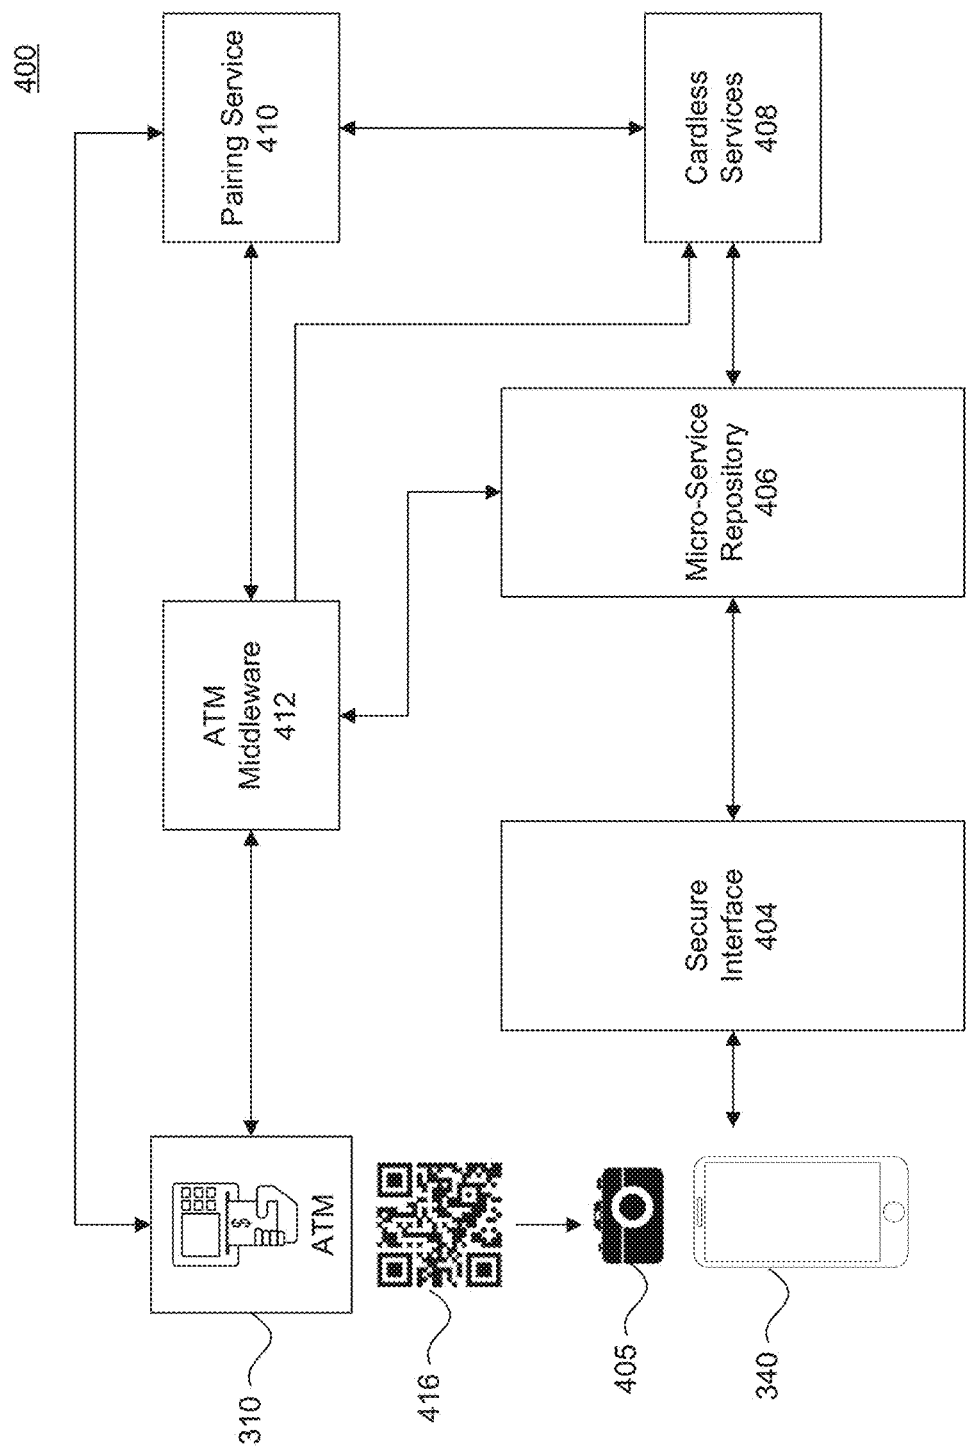 400
ATM
310
ATM
Middleware
412
Pairing Service
410
416
405
340
Secure
Interface
404
Micro-Service
Repository
406
Cardless
Services
408
$